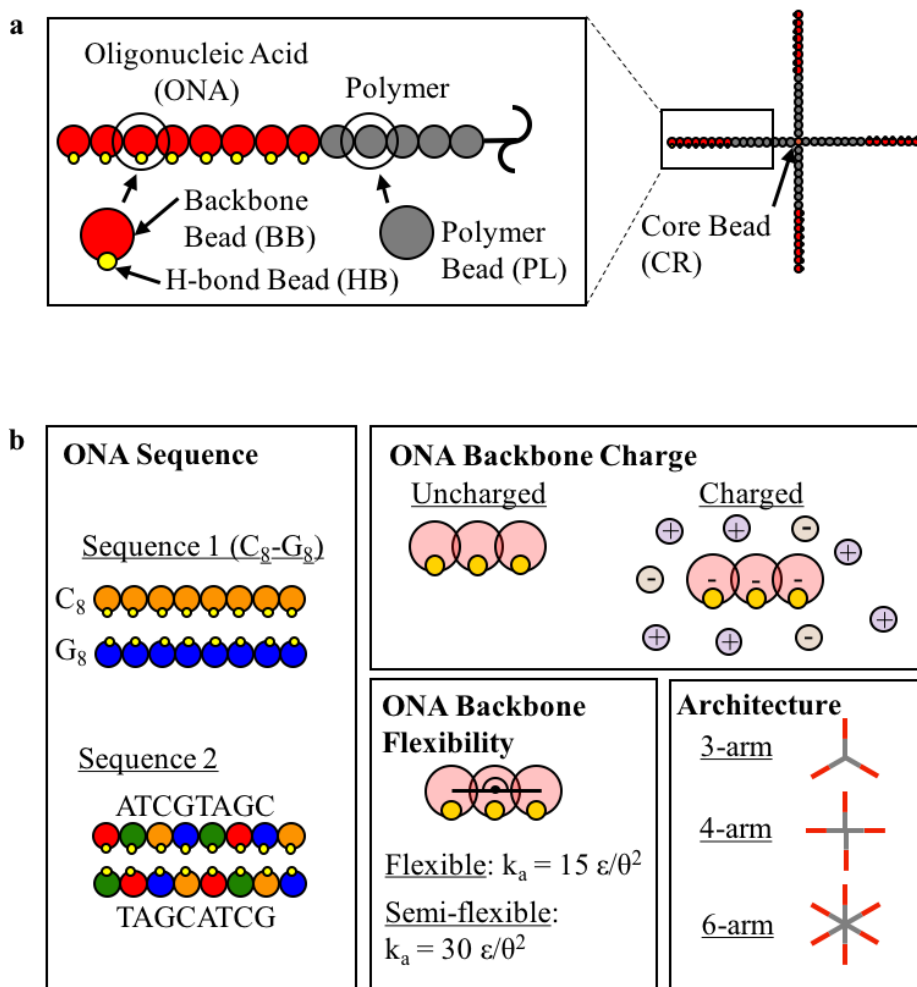 a
Oligonucleic Acid
(ONA)
Polymer
Backbone
Bead (BB)
H-bond Bead (HB)
Polymer
Bead (PL)
Core Bead
(CR)
b
ONA Sequence
Sequence 1 (C₈-G₈)
C₈
G₈
Sequence 2
ATCGTAGC
TAGCATCG
ONA Backbone Charge
Uncharged
Charged
+ + -
+
- - - -
+
+ + -
ONA Backbone
Flexibility
Flexible: kₐ = 15 ε/θ²
Semi-flexible:
kₐ = 30 ε/θ²
Architecture
3-arm
4-arm
6-arm